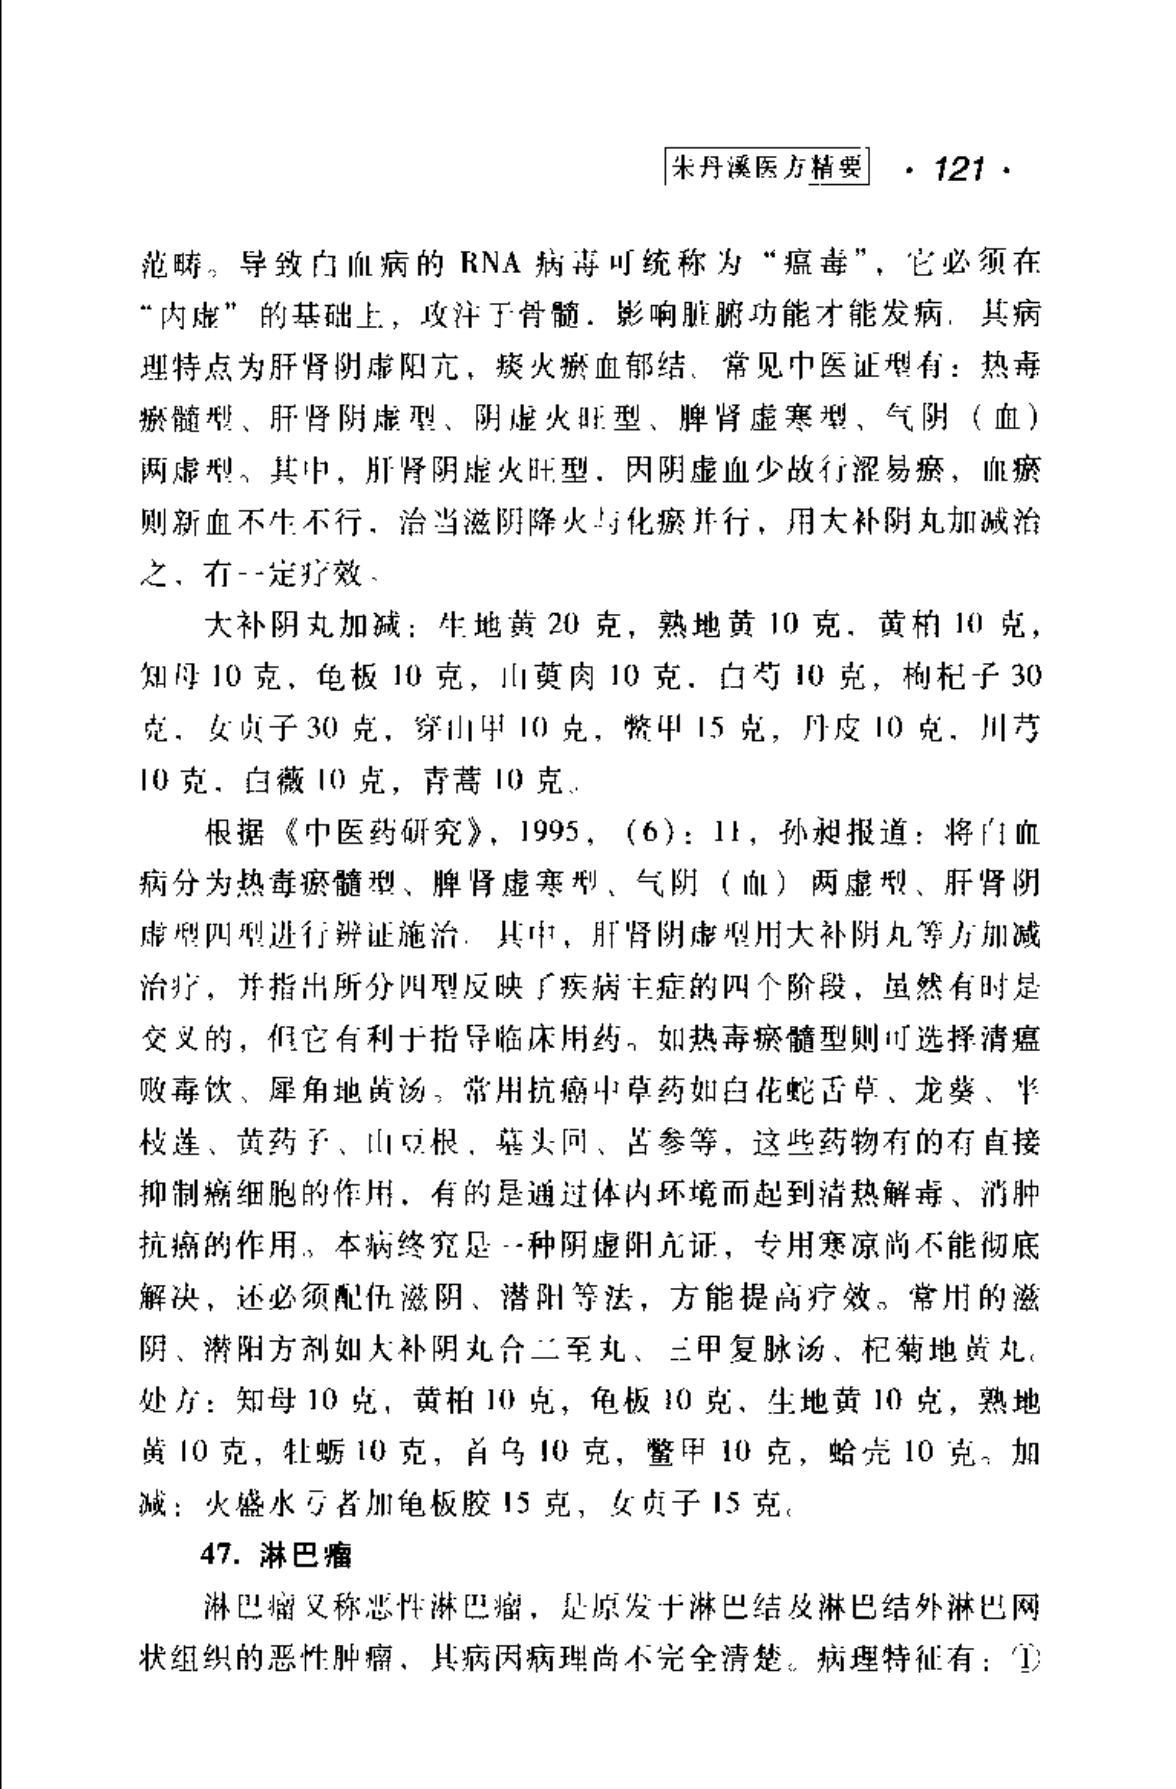 朱丹溪医方精要 · 121 ·
范畴。导致白血病的 RNA 病毒可统称为“瘟毒”，它必须在
“内虚”的基础上，攻注于骨髓．影响脏腑功能才能发病．其病
理特点为肝肾阴虚阳亢，痰火瘀血郁结．常见中医证型有：热毒
瘀髓型、肝肾阴虚型、阴虚火旺型、脾肾虚寒型、气阴（血）
两虚型。其中，肝肾阴虚火旺型．因阴虚血少故行涩易瘀，血瘀
则新血不生不行．治当滋阴降火与化瘀并行，用大补阴丸加减治
之．有一定疗效。
大补阴丸加减：生地黄 20 克，熟地黄 10 克．黄柏 10 克，
知母 10 克．龟板 10 克，山萸肉 10 克．白芍 10 克，枸杞子 30
克．女贞子 30 克，穿山甲 10 克，鳖甲 15 克，丹皮 10 克．川芎
10 克．白薇 10 克，青蒿 10 克。
根据《中医药研究》，1995，（6）：11，孙昶报道：将白血
病分为热毒瘀髓型、脾肾虚寒型、气阴（血）两虚型、肝肾阴
虚型四型进行辨证施治．其中，肝肾阴虚型用大补阴丸等方加减
治疗，并指出所分四型反映了疾病主症的四个阶段，虽然有时是
交叉的，但它有利于指导临床用药。如热毒瘀髓型则可选择清瘟
败毒饮、犀角地黄汤。常用抗癌中草药如白花蛇舌草、龙葵、半
枝莲、黄药子、山豆根，墓头回、苦参等，这些药物有的有直接
抑制癌细胞的作用，有的是通过体内环境而起到清热解毒、消肿
抗癌的作用。本病终究是一种阴虚阳亢证，专用寒凉尚不能彻底
解决，还必须配伍滋阴、潜阳等法，方能提高疗效。常用的滋
阴、潜阳方剂如大补阴丸合二至丸、三甲复脉汤、杞菊地黄丸。
处方：知母 10 克，黄柏 10 克，龟板 10 克．生地黄 10 克，熟地
黄 10 克，牡蛎 10 克，首乌 10 克，鳖甲 10 克，蛤壳 10 克。加
减：火盛水亏者加龟板胶 15 克，女贞子 15 克。
47. 淋巴瘤
淋巴瘤又称恶性淋巴瘤，是原发于淋巴结及淋巴结外淋巴网
状组织的恶性肿瘤．其病因病理尚不完全清楚。病理特征有：①